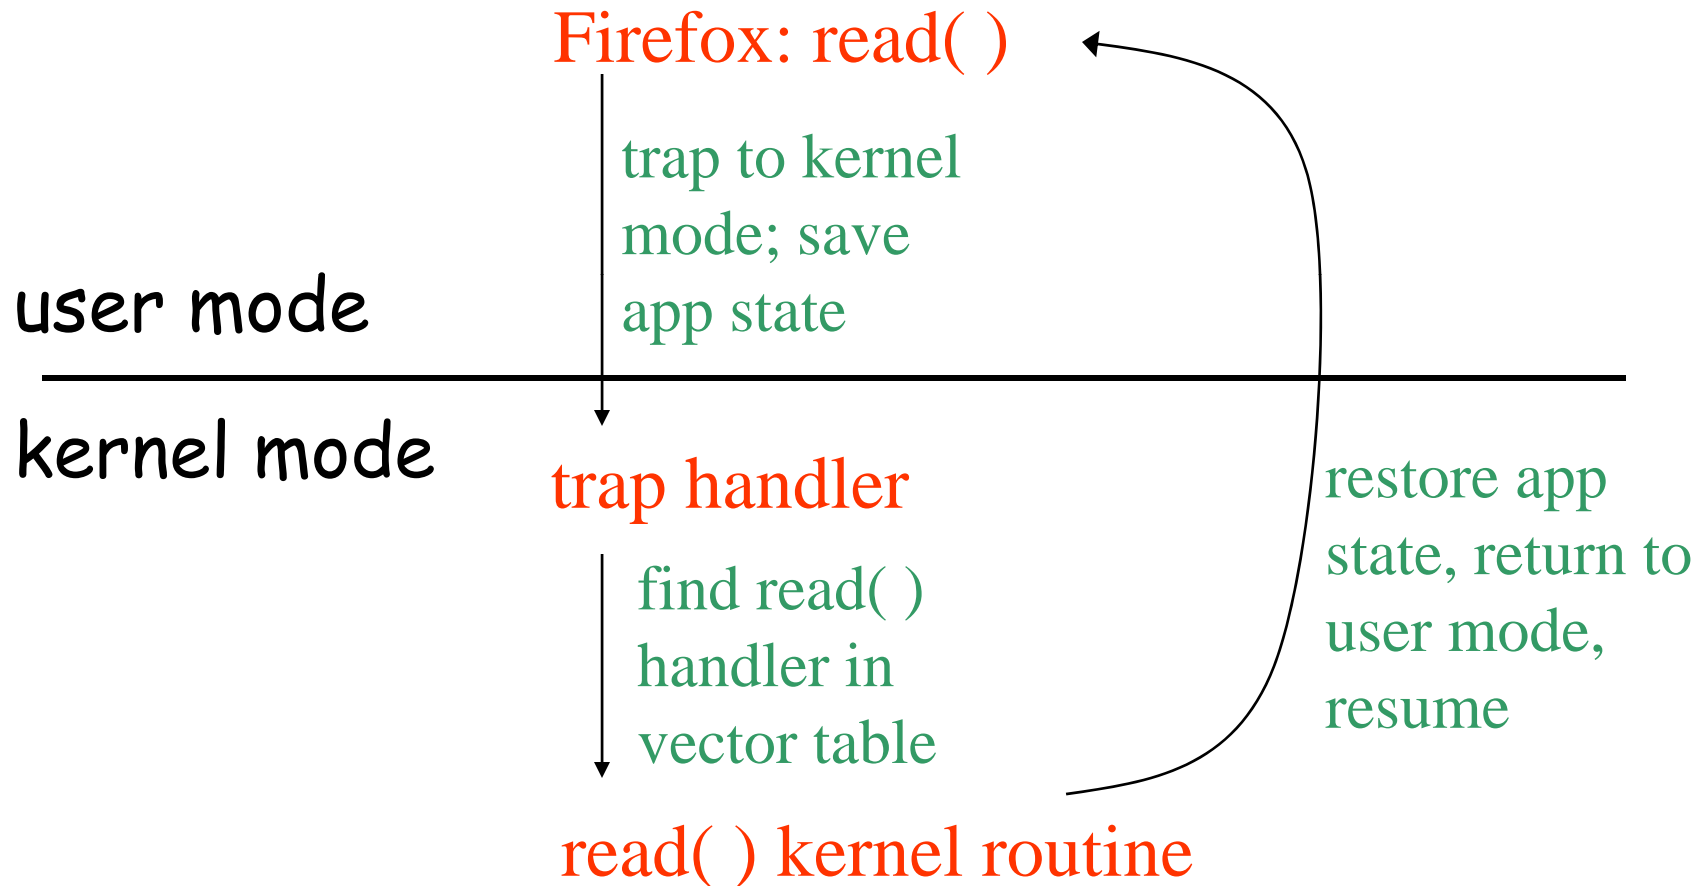 Firefox: read( )
trap to kernel
mode; save
app state
user mode
kernel mode
trap handler
find read( )
handler in
vector table
restore app
state, return to
user mode,
resume
read( ) kernel routine